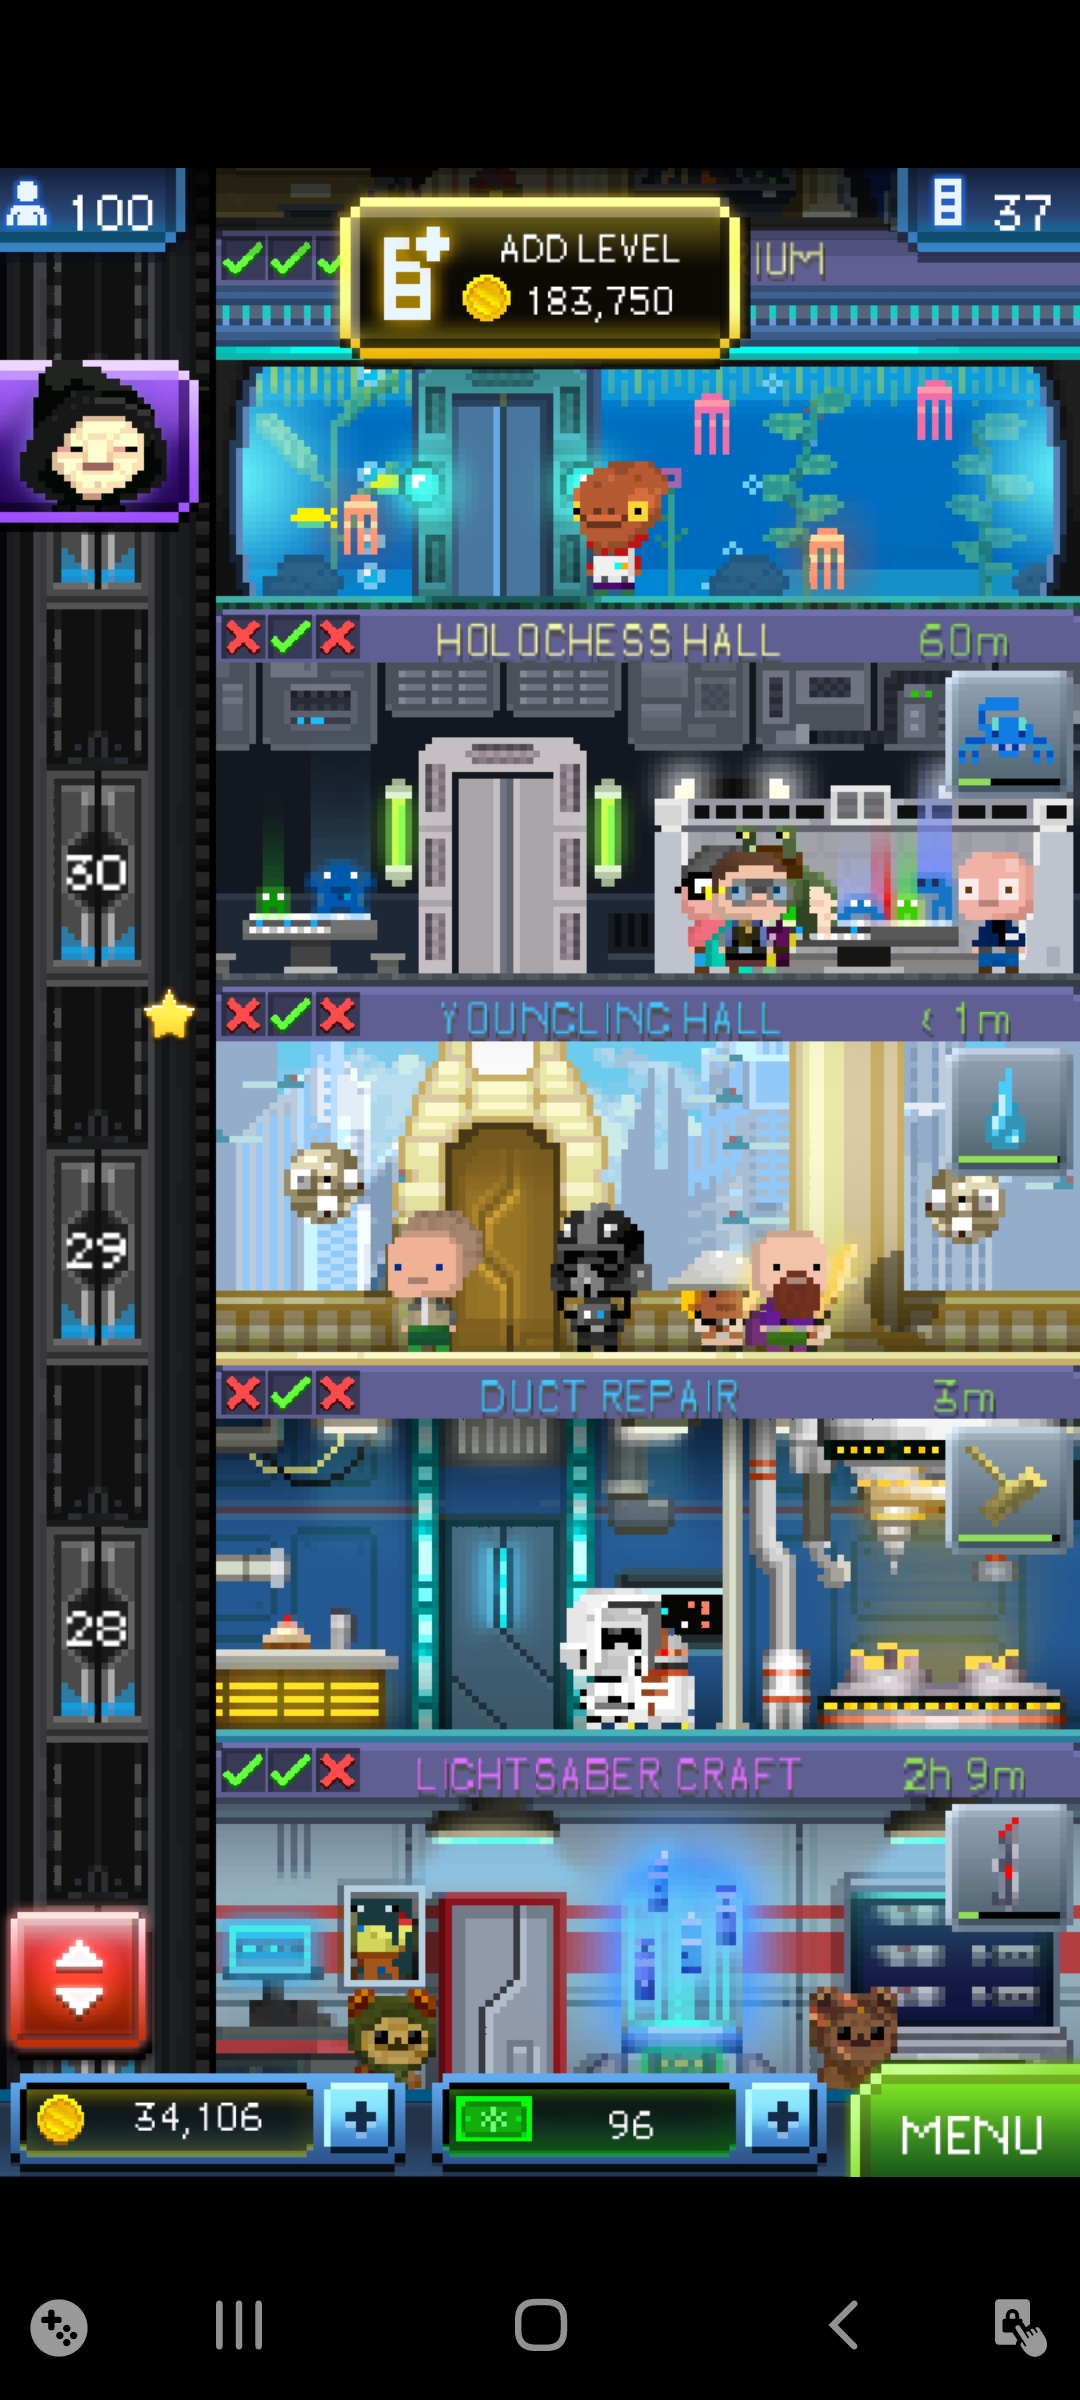 100
ADD LEVEL
183,750
37
IUM
HOLOCHESS HALL 60m
30
YOUNGLING HALL < 1m
29
DUCT REPAIR 3m
28
LIGHTSABER CRAFT 2h 9m
34,106 + 96 + MENU